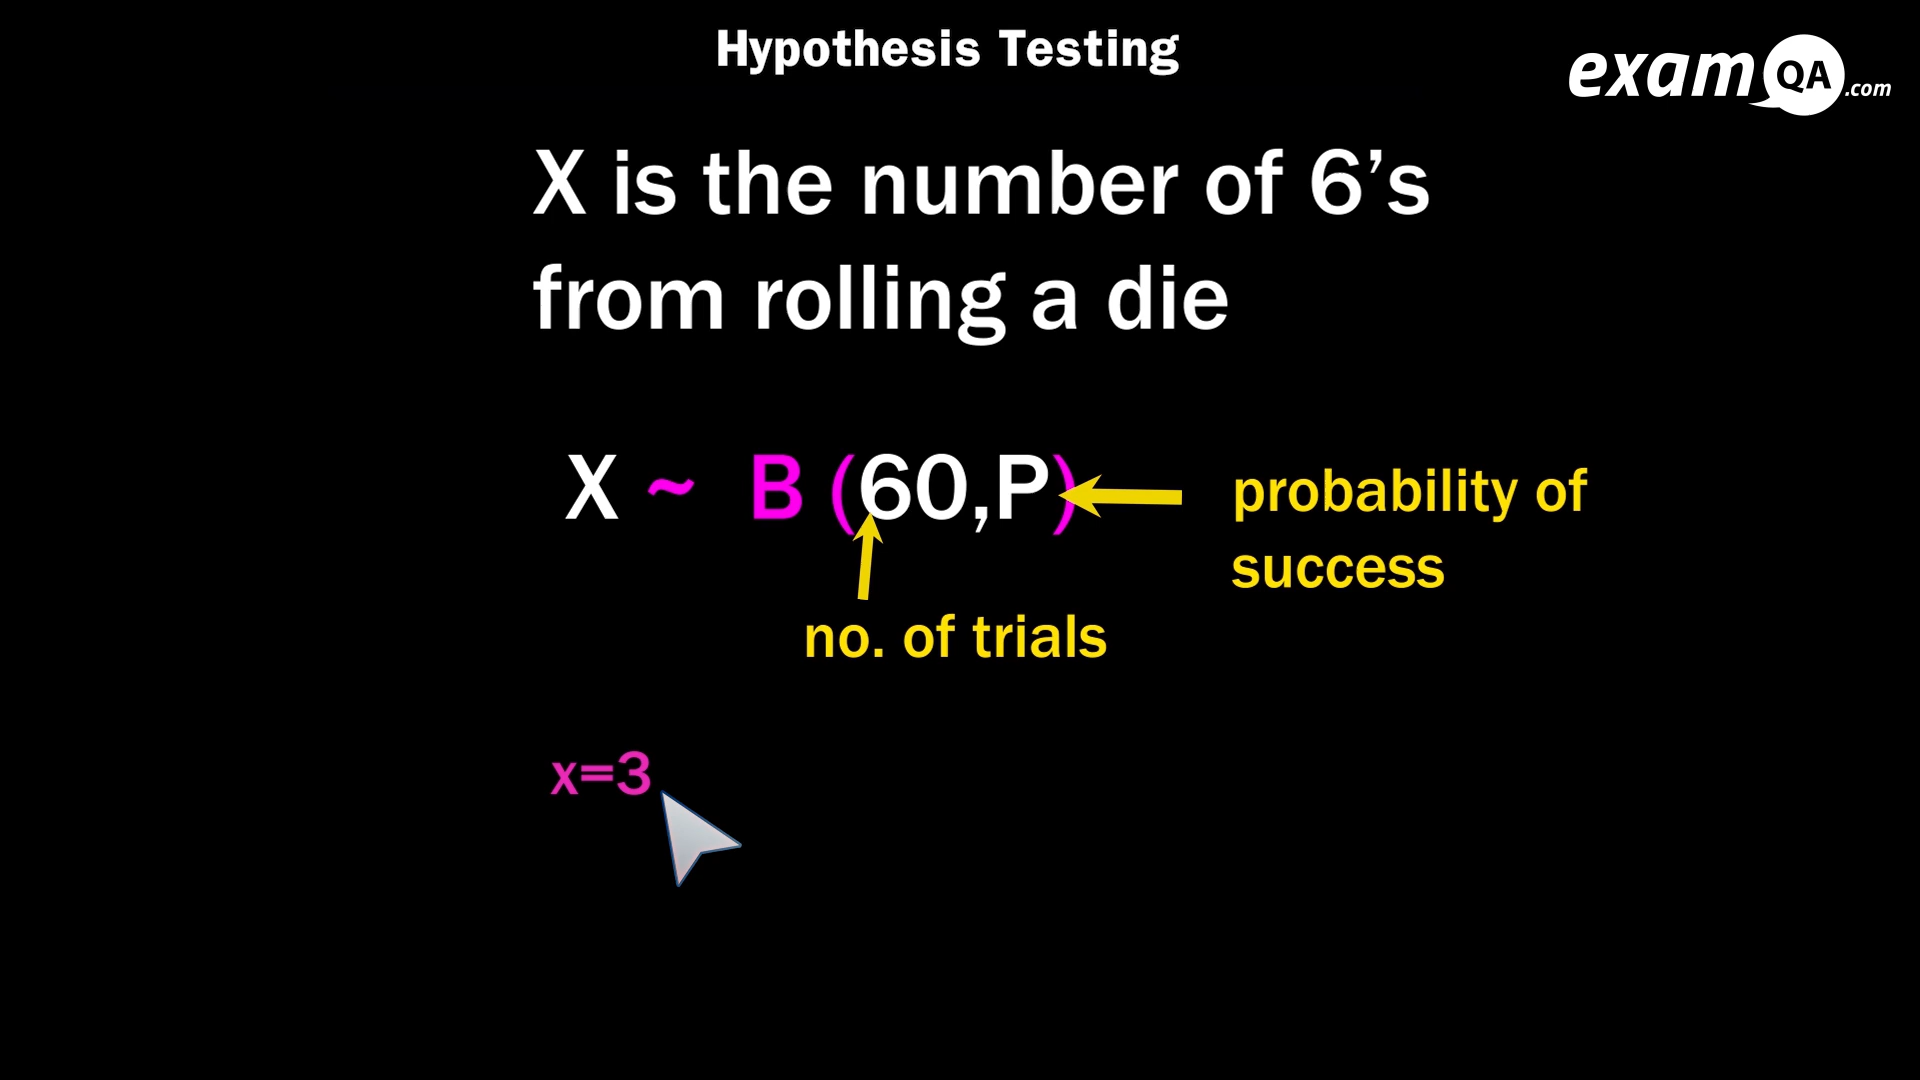 Hypothesis Testing
examQA.com
X is the number of 6’s
from rolling a die
X ~ B (60,P)
probability of
success
no. of trials
x=3